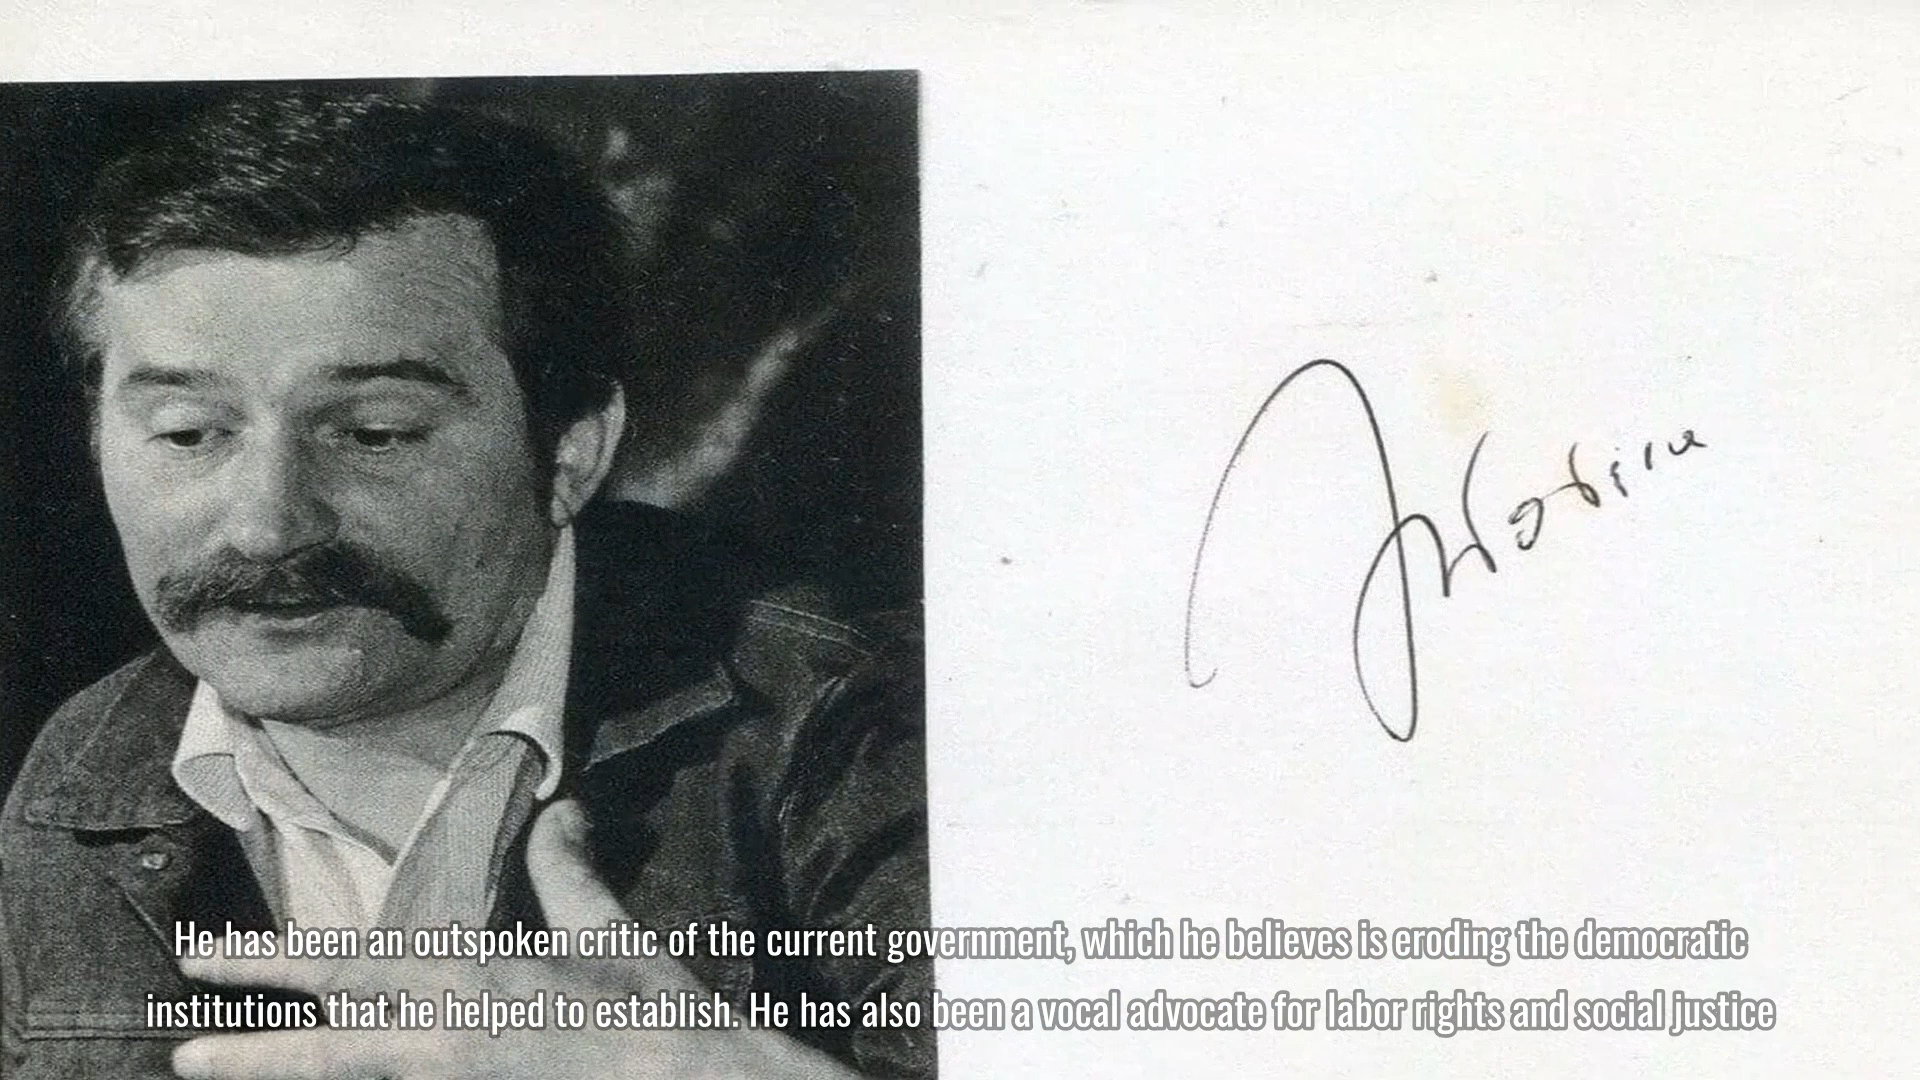 He has been an outspoken critic of the current government, which he believes is eroding the democratic
institutions that he helped to establish. He has also been a vocal advocate for labor rights and social justice